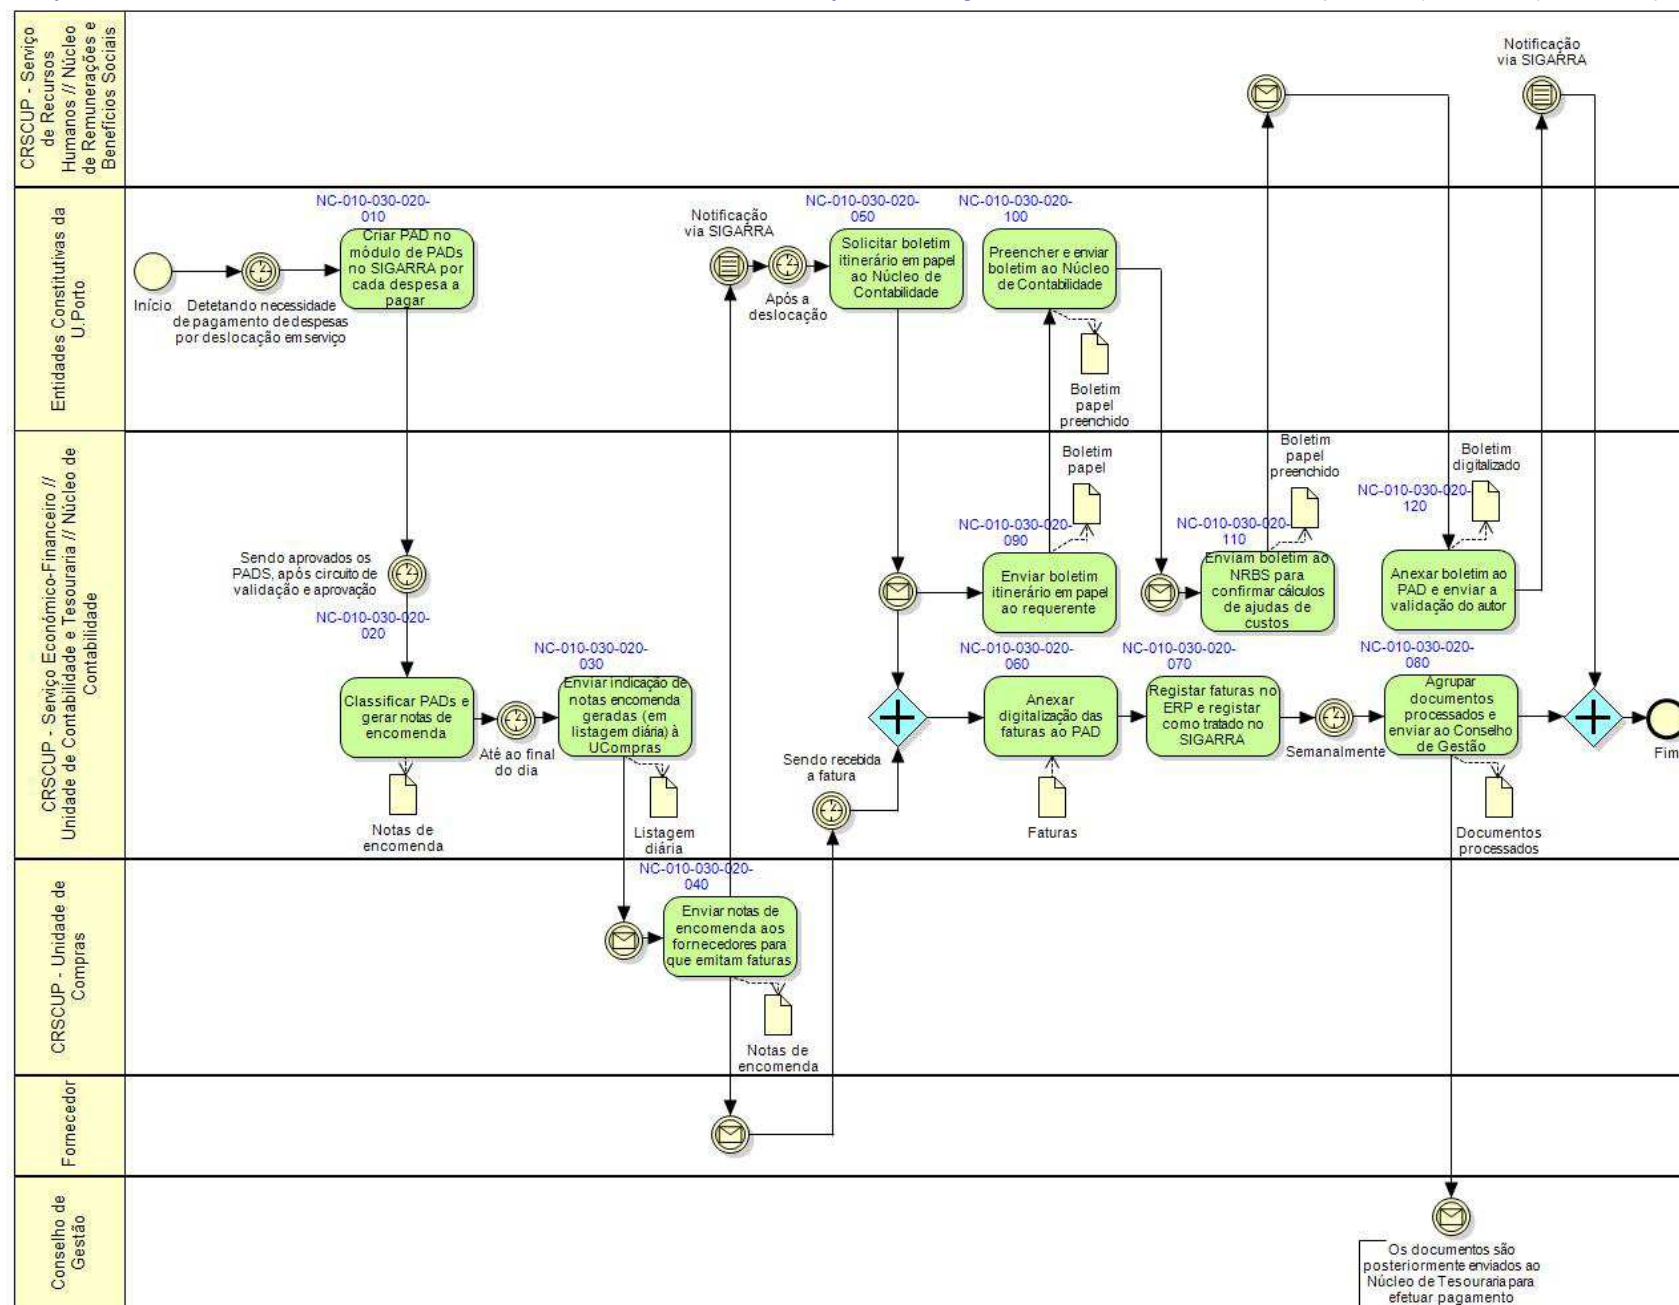 CRSCUP - Serviço
de Recursos
Humanos // Núcleo
de Remunerações e
Benefícios Sociais
Notificação
via SIGARRA
Entidades Constitutivas da
U.Porto
Início
Detetando necessidade
de pagamento de despesas
por deslocação em serviço
NC-010-030-020-
010
Criar PAD no
módulo de PADs
no SIGARRA por
cada despesa a
pagar
Notificação
via SIGARRA
Após a
deslocação
NC-010-030-020-
050
Solicitar boletim
itinerário em papel
ao Núcleo de
Contabilidade
NC-010-030-020-
100
Preencher e enviar
boletim ao Núcleo
de Contabilidade
Boletim
papel
preenchido
CRSCUP - Serviço Económico-Financeiro //
Unidade de Contabilidade e Tesouraria // Núcleo de
Contabilidade
Sendo aprovados os
PADS, após circuito de
validação e aprovação
NC-010-030-020-
020
Classificar PADs e
gerar notas de
encomenda
Notas de
encomenda
Até ao final
do dia
NC-010-030-020-
030
Enviar indicação de
notas encomenda
geradas (em
listagem diária) à
UCompras
Listagem
diária
Sendo recebida
a fatura
Boletim
papel
NC-010-030-020-
090
Enviar boletim
itinerário em papel
ao requerente
NC-010-030-020-
060
Anexar
digitalização das
faturas ao PAD
Faturas
NC-010-030-020-
070
Registar faturas no
ERP e registar
como tratado no
SIGARRA
Boletim
papel
preenchido
NC-010-030-020-
110
Enviam boletim ao
NRBS para
confirmar cálculos
de ajudas de
custos
Semanalmente
Boletim
digitalizado
NC-010-030-020-
120
Anexar boletim ao
PAD e enviar a
validação do autor
NC-010-030-020-
080
Agrupar
documentos
processados e
enviar ao Conselho
de Gestão
Documentos
processados
Fim
CRSCUP - Unidade de
Compras
NC-010-030-020-
040
Enviar notas de
encomenda aos
fornecedores para
que emitam faturas
Notas de
encomenda
Fornecedor
Conselho de
Gestão
Os documentos são
posteriormente enviados ao
Núcleo de Tesouraria para
efetuar pagamento